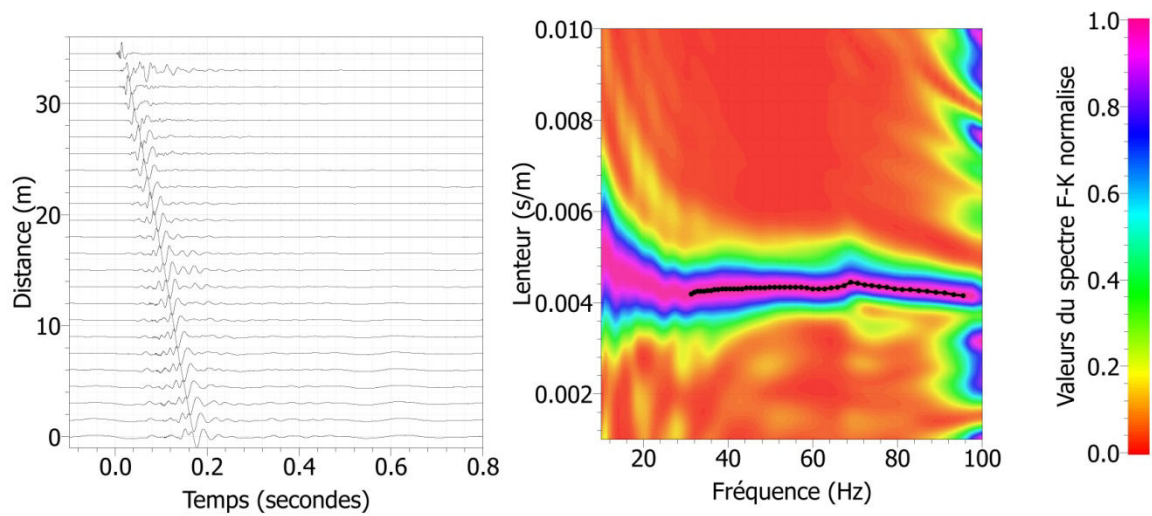 Distance (m)
30
20
10
0
0.0 0.2 0.4 0.6 0.8
Temps (secondes)
Lenteur (s/m)
0.010
0.008
0.006
0.004
0.002
20 40 60 80 100
Fréquence (Hz)
Valeurs du spectre F-K normalise
1.0
0.8
0.6
0.4
0.2
0.0